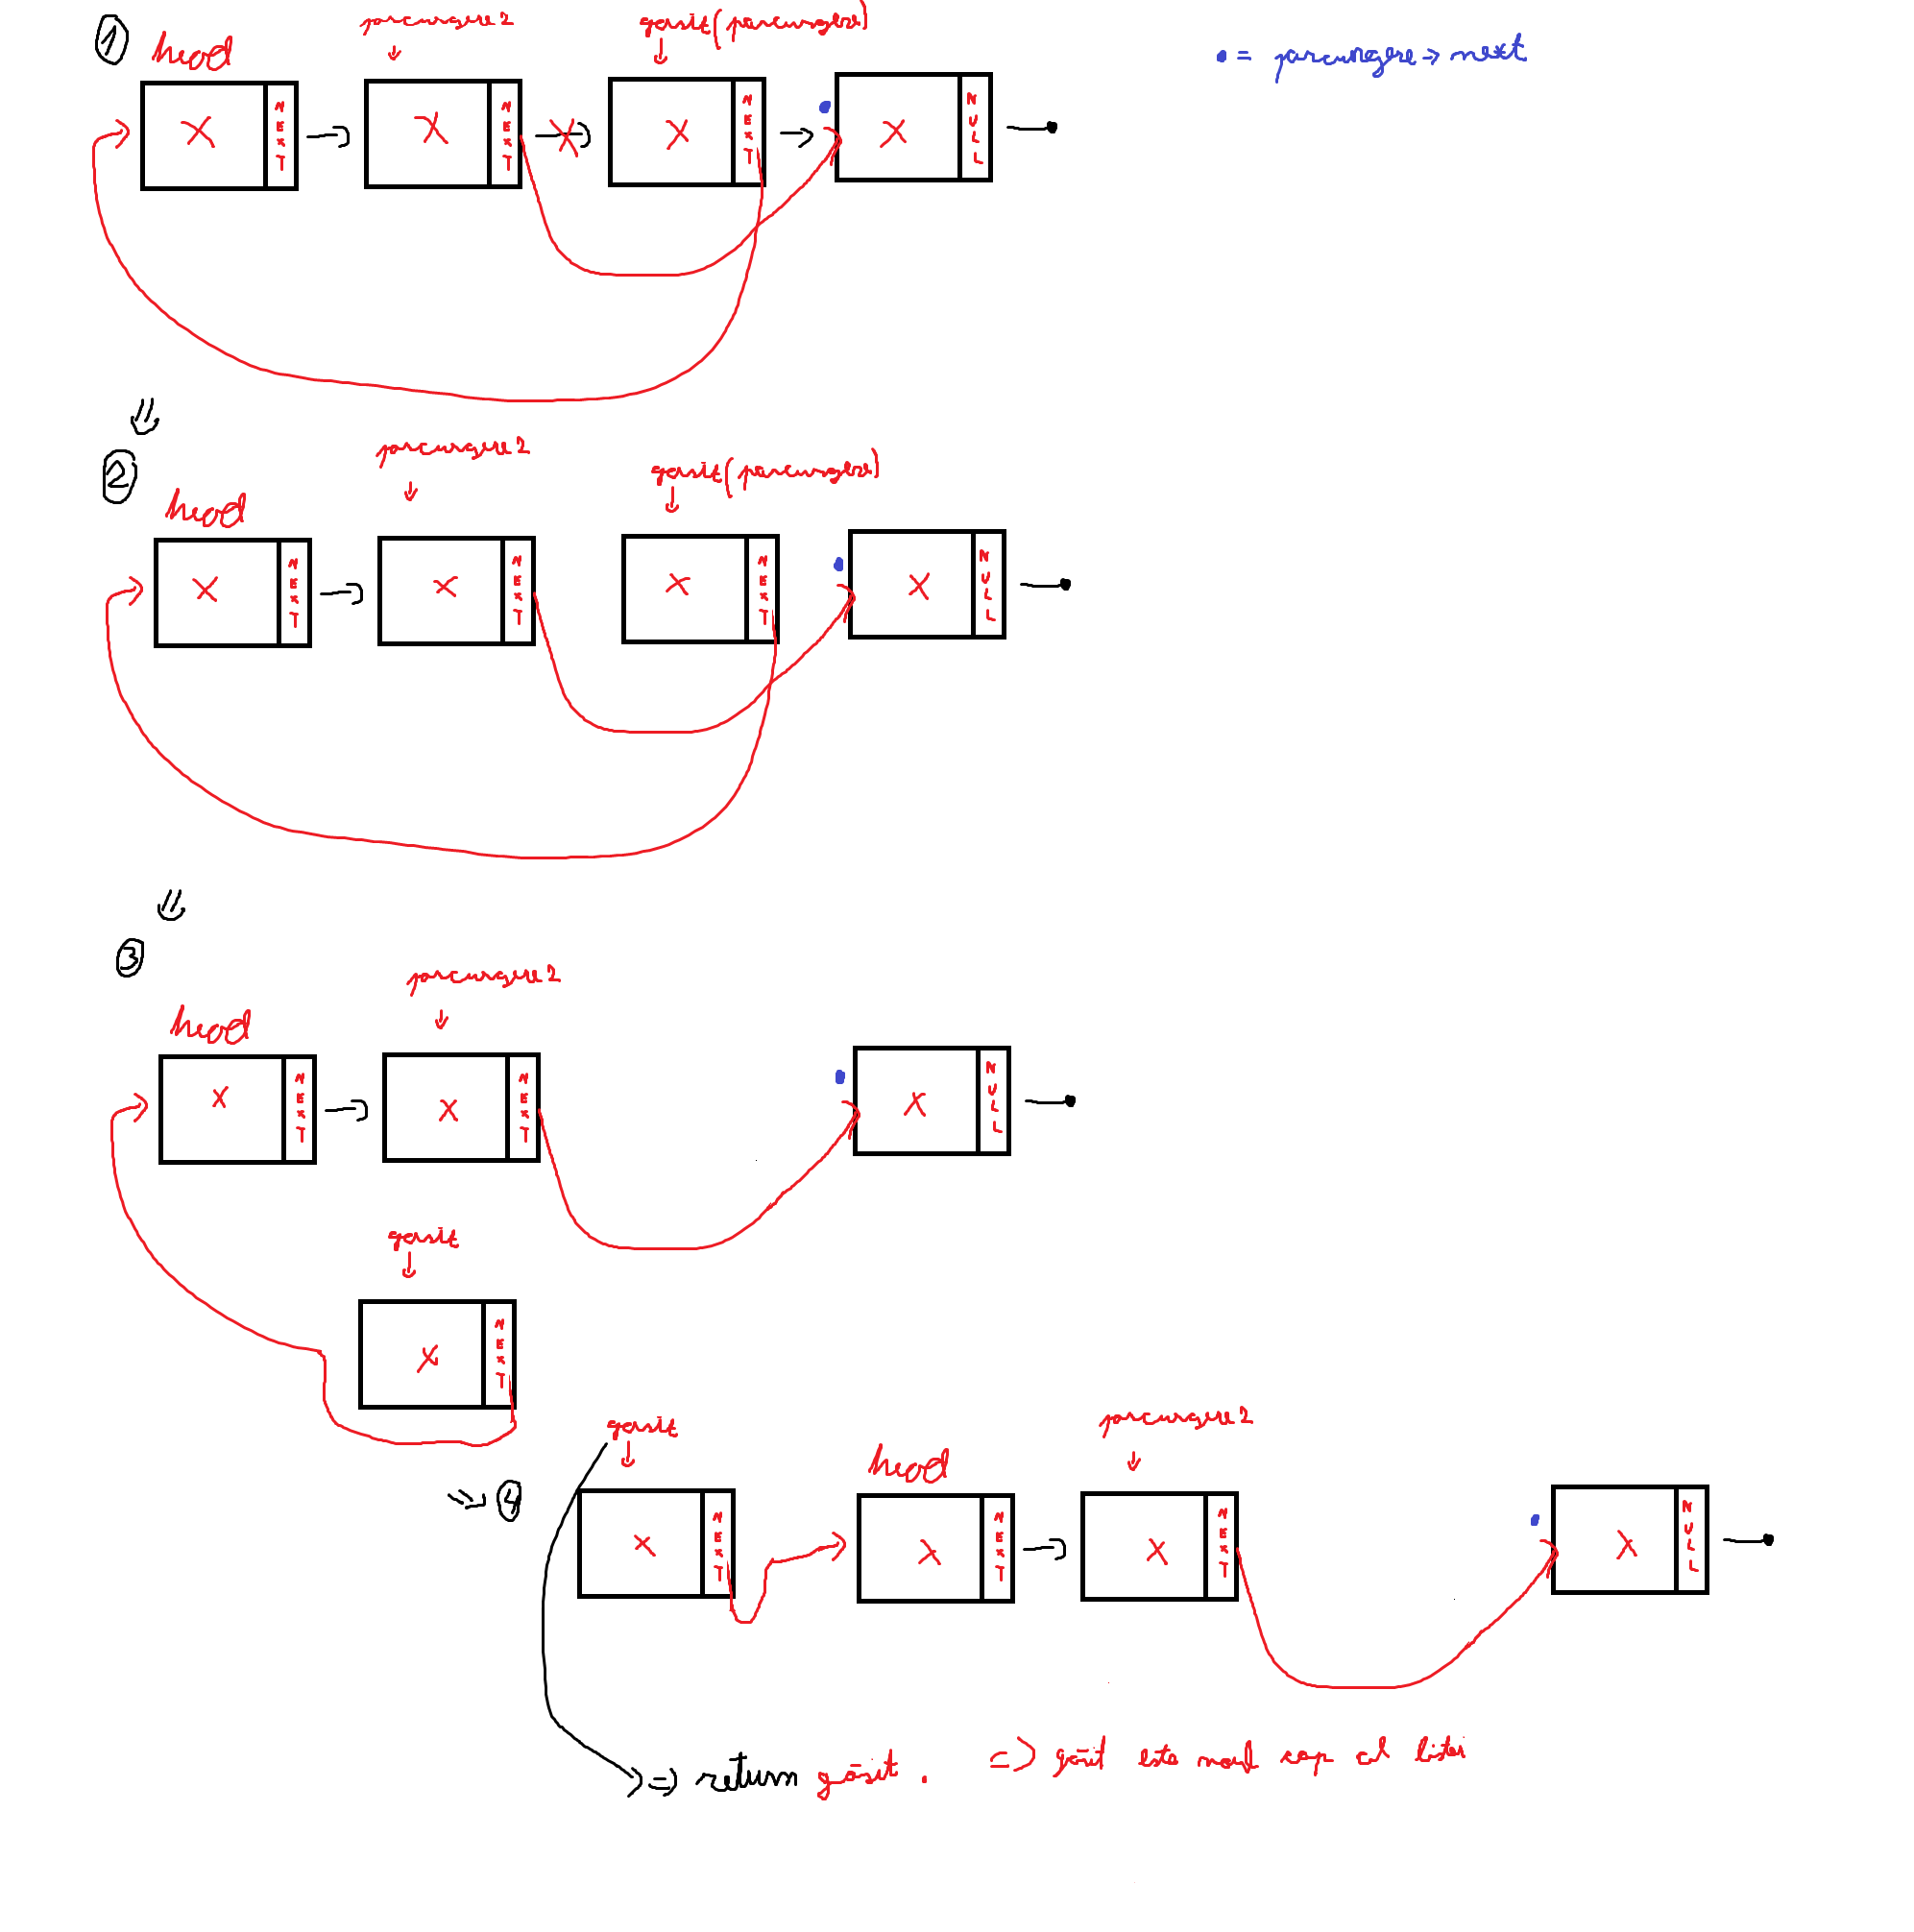 1
parcurgere2
gasit(parcurgere)
head
• = parcurgere → next
X NEXT X NEXT X NEXT X NULL
2
parcurgere2
gasit(parcurgere)
head
X NEXT X NEXT X NEXT X NULL
3
parcurgere2
head
X NEXT X NEXT X NULL
gasit
X NEXT
gasit
parcurgere2
head
=> 4
X NEXT X NEXT X NEXT X NULL
=> return găsit.
=> găsit este noul cap al listei